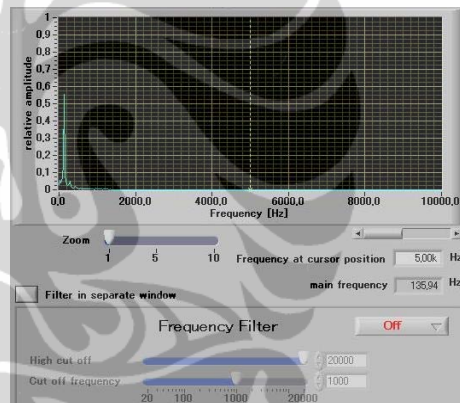 relative amplitude
1
0,9
0,8
0,7
0,6
0,5
0,4
0,3
0,2
0,1
0
0,0 2000,0 4000,0 6000,0 8000,0 10000,0
Frequency [Hz]
Zoom
1 5 10
Frequency at cursor position 5,00k Hz
main frequency 135,94 Hz
Filter in separate window
Frequency Filter Off
High cut off 20000
Cut off frequency 1000
20 100 1000 20000